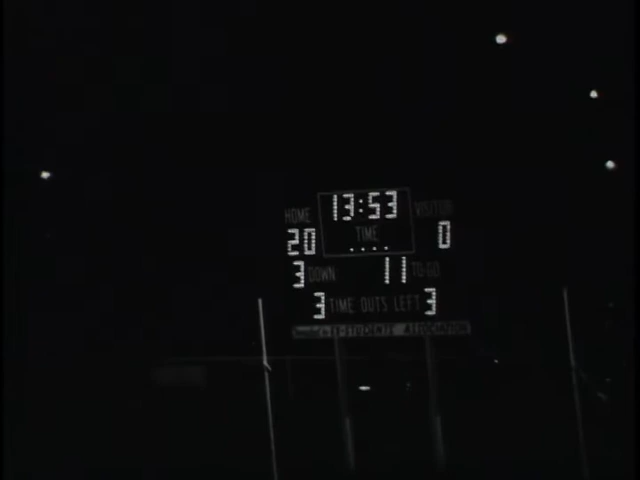 13:53
HOME VISITOR
TIME
20 0
3 DOWN 11 TO GO
3 TIME OUTS LEFT 3
EX-STUDENTS ASSOCIATION